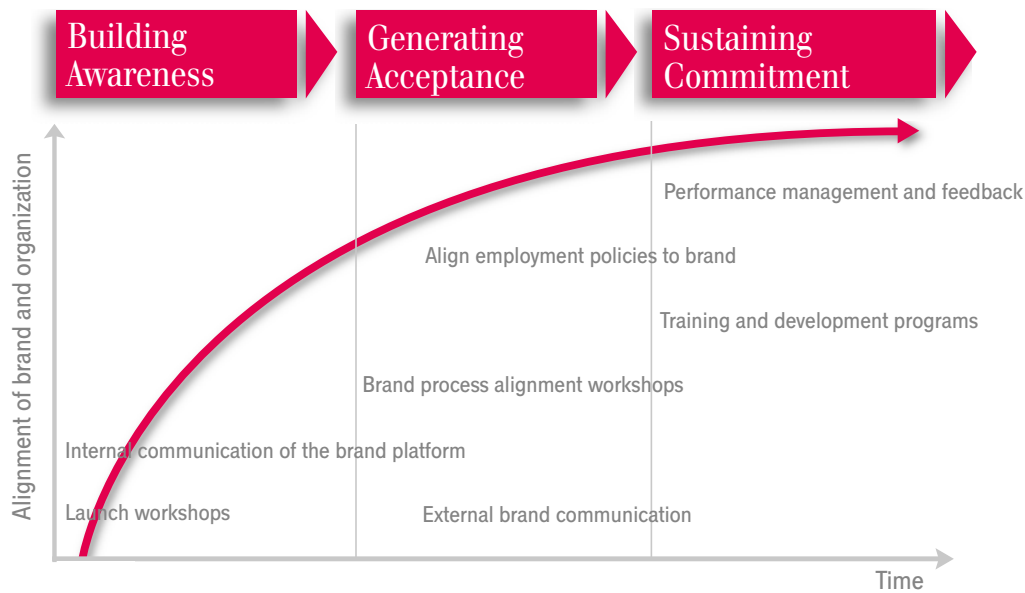 Building
Awareness
Generating
Acceptance
Sustaining
Commitment
Alignment of brand and organization
Performance management and feedback
Align employment policies to brand
Training and development programs
Brand process alignment workshops
Internal communication of the brand platform
Launch workshops
External brand communication
Time